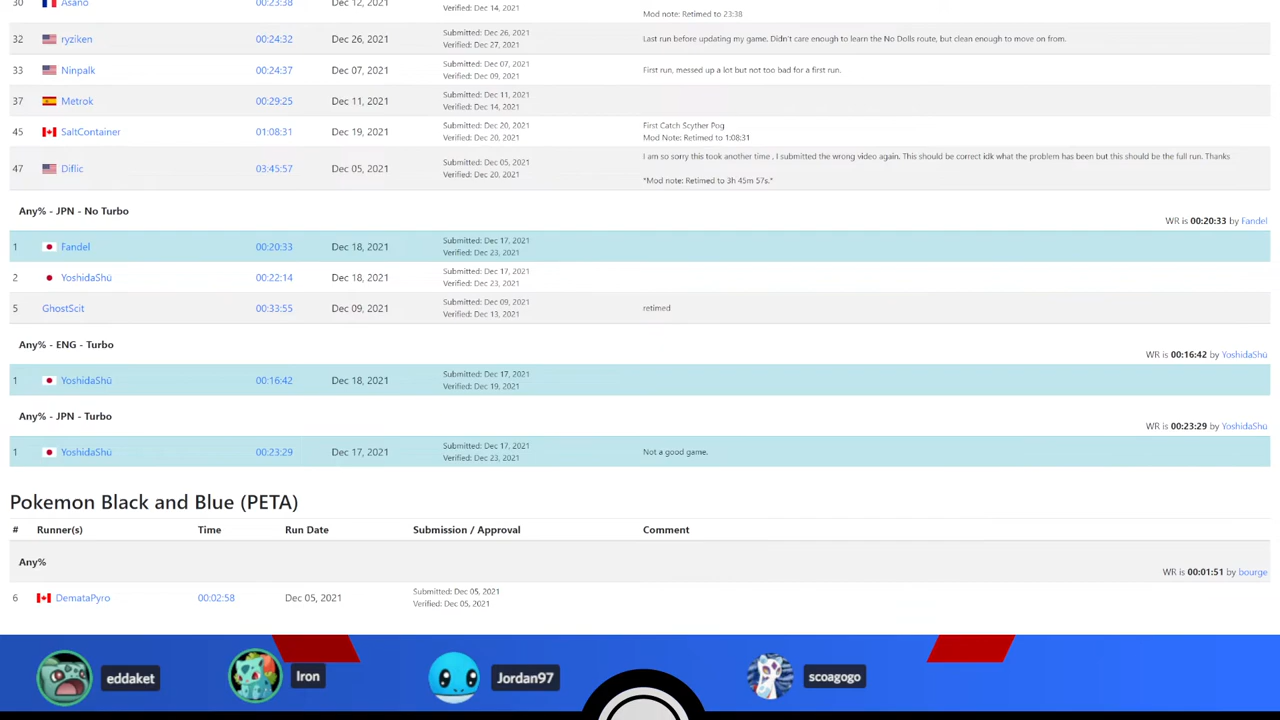 30 Asano 00:23:38 Dec 12, 2021 Verified: Dec 14, 2021 Mod note: Retimed to 23:38
32 ryziken 00:24:32 Dec 26, 2021 Submitted: Dec 26, 2021 Last run before updating my game. Didn't care enough to learn the No Dolls route, but clean enough to move on from.
Verified: Dec 27, 2021
33 Ninpalk 00:24:37 Dec 07, 2021 Submitted: Dec 07, 2021 First run, messed up a lot but not too bad for a first run.
Verified: Dec 09, 2021
37 Metrok 00:29:25 Dec 11, 2021 Submitted: Dec 11, 2021
Verified: Dec 14, 2021
45 SaltContainer 01:08:31 Dec 19, 2021 Submitted: Dec 20, 2021 First Catch Scyther Pog
Verified: Dec 20, 2021 Mod Note: Retimed to 1:08:31
47 Diflic 03:45:57 Dec 05, 2021 Submitted: Dec 05, 2021 I am so sorry this took another time , I submitted the wrong video again. This should be correct idk what the problem has been but this should be the full run. Thanks
Verified: Dec 20, 2021
*Mod note: Retimed to 3h 45m 57s.*
Any% - JPN - No Turbo
WR is 00:20:33 by Fandel
1 Fandel 00:20:33 Dec 18, 2021 Submitted: Dec 17, 2021
Verified: Dec 23, 2021
2 YoshidaShū 00:22:14 Dec 18, 2021 Submitted: Dec 17, 2021
Verified: Dec 23, 2021
5 GhostScit 00:33:55 Dec 09, 2021 Submitted: Dec 09, 2021 retimed
Verified: Dec 13, 2021
Any% - ENG - Turbo
WR is 00:16:42 by YoshidaShū
1 YoshidaShū 00:16:42 Dec 18, 2021 Submitted: Dec 17, 2021
Verified: Dec 19, 2021
Any% - JPN - Turbo
WR is 00:23:29 by YoshidaShū
1 YoshidaShū 00:23:29 Dec 17, 2021 Submitted: Dec 17, 2021 Not a good game.
Verified: Dec 23, 2021
Pokemon Black and Blue (PETA)
# Runner(s) Time Run Date Submission / Approval Comment
Any%
WR is 00:01:51 by bourge
6 DemataPyro 00:02:58 Dec 05, 2021 Submitted: Dec 05, 2021
Verified: Dec 05, 2021
eddaket Iron Jordan97 scoagogo